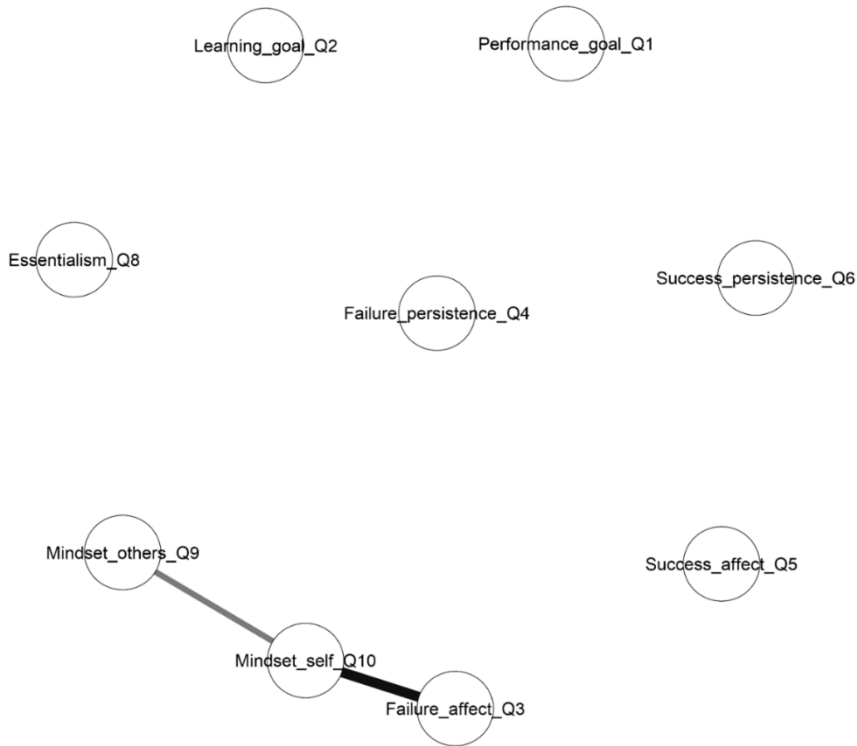 Learning_goal_Q2
Performance_goal_Q1
Essentialism_Q8
Success_persistence_Q6
Failure_persistence_Q4
Mindset_others_Q9
Success_affect_Q5
Mindset_self_Q10
Failure_affect_Q3